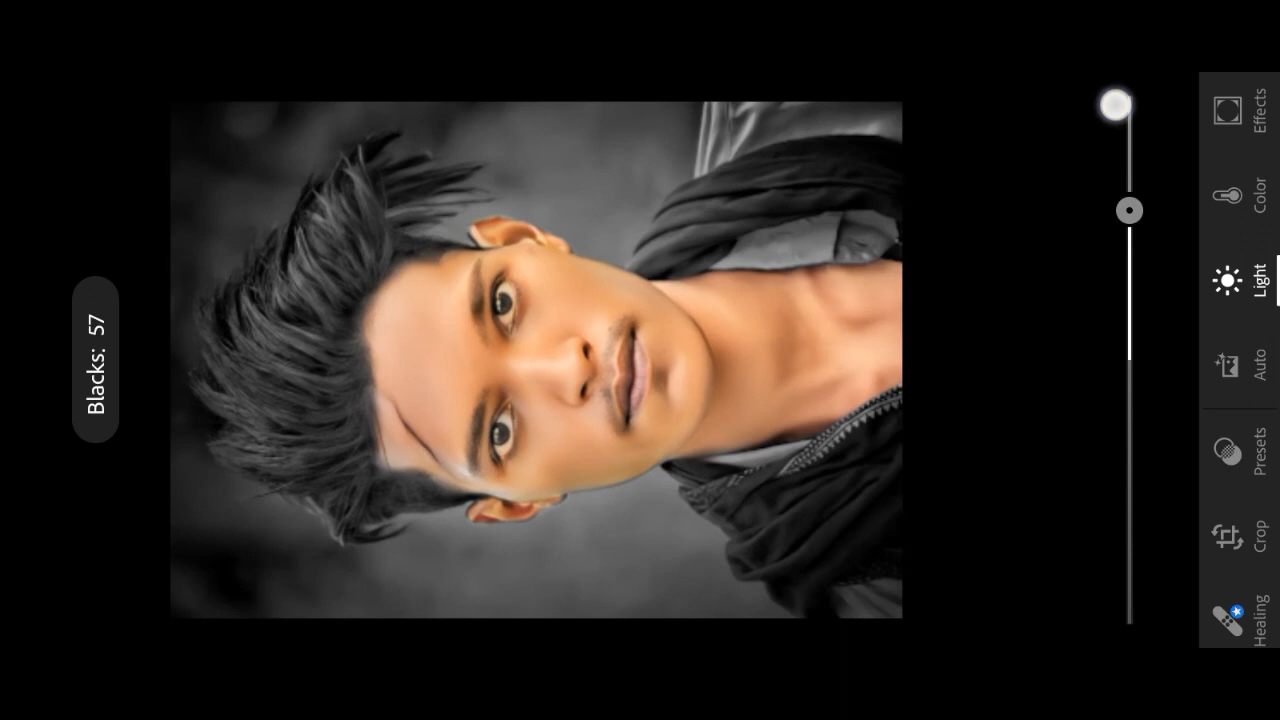 Blacks: 57
Effects
Color
Light
Auto
Presets
Crop
Healing